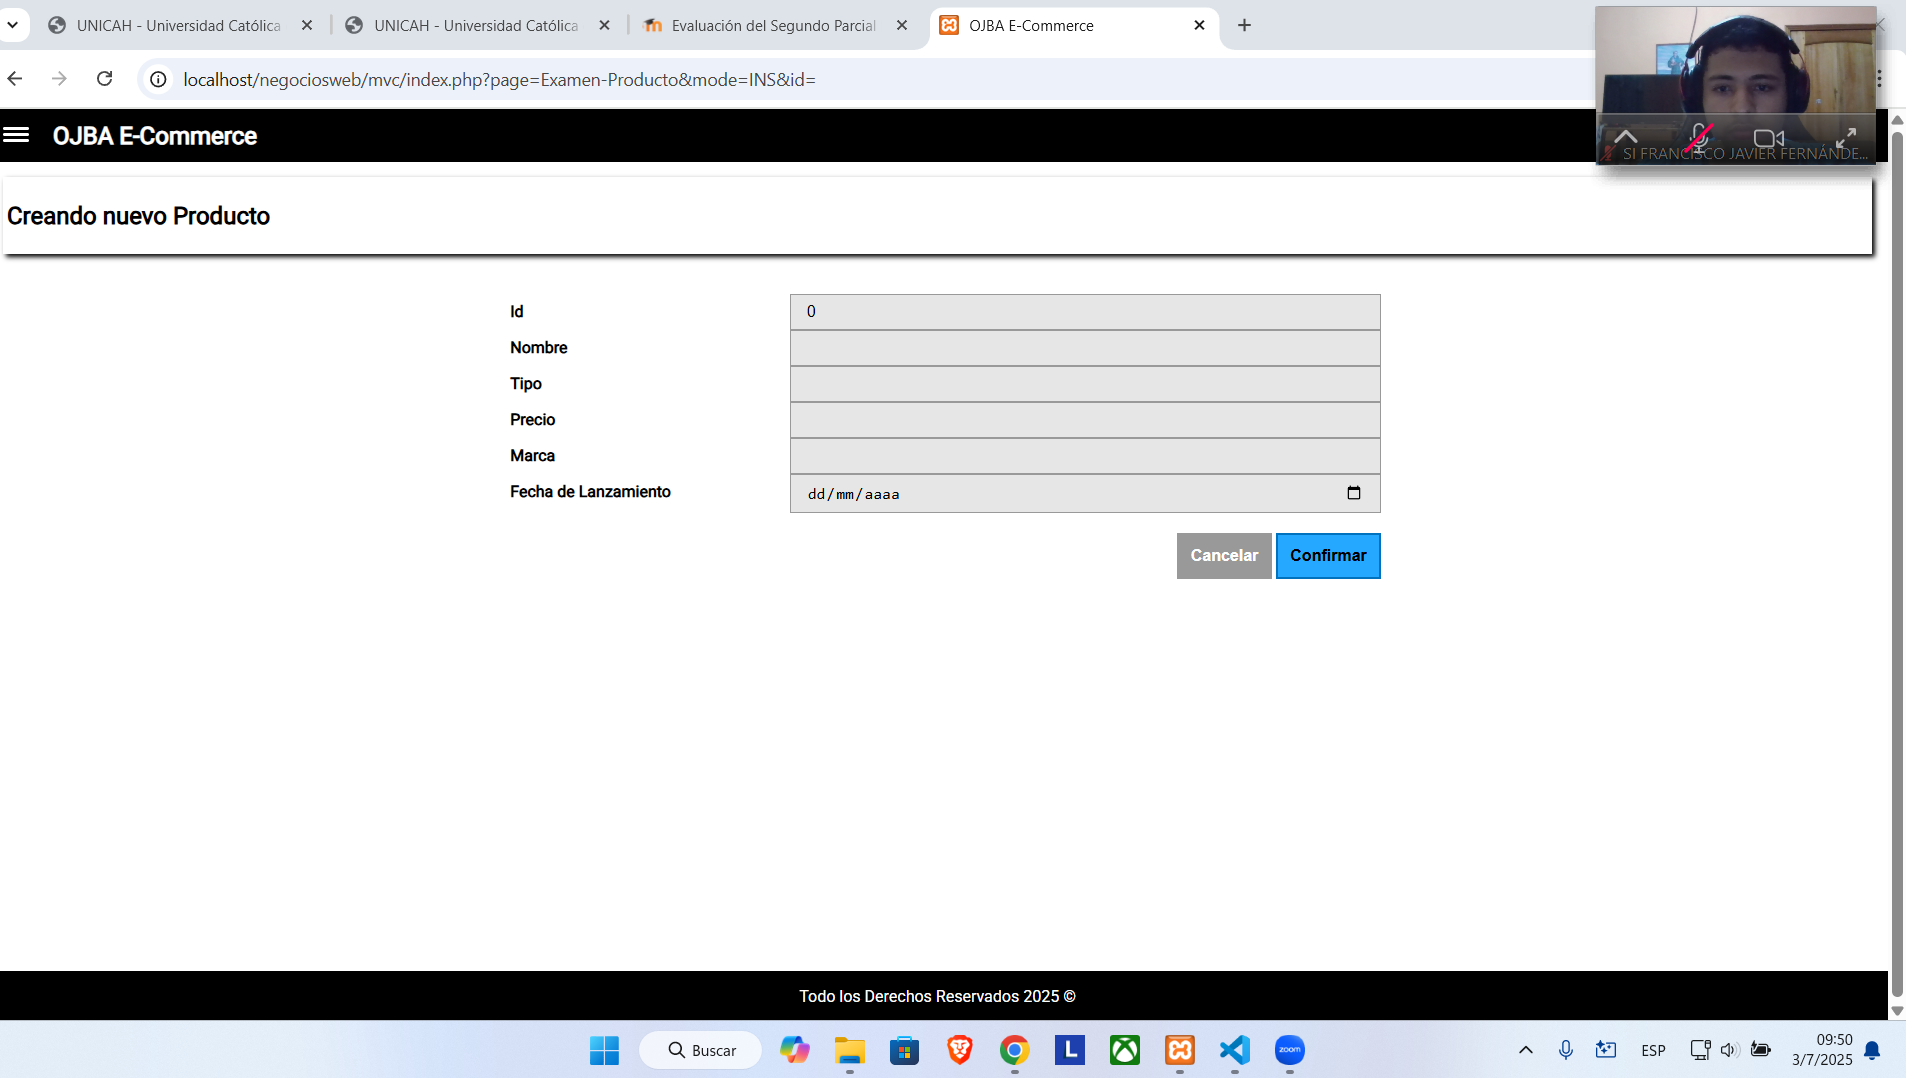 UNICAH - Universidad Católica
UNICAH - Universidad Católica
Evaluación del Segundo Parcial
OJBA E-Commerce
localhost/negociosweb/mvc/index.php?page=Examen-Producto&mode=INS&id=
OJBA E-Commerce
SI FRANCISCO JAVIER FERNÁNDE...
Creando nuevo Producto
Id
0
Nombre
Tipo
Precio
Marca
Fecha de Lanzamiento
dd/mm/aaaa
Cancelar
Confirmar
Todo los Derechos Reservados 2025 ©
Buscar
L
zoom
ESP
09:50
3/7/2025